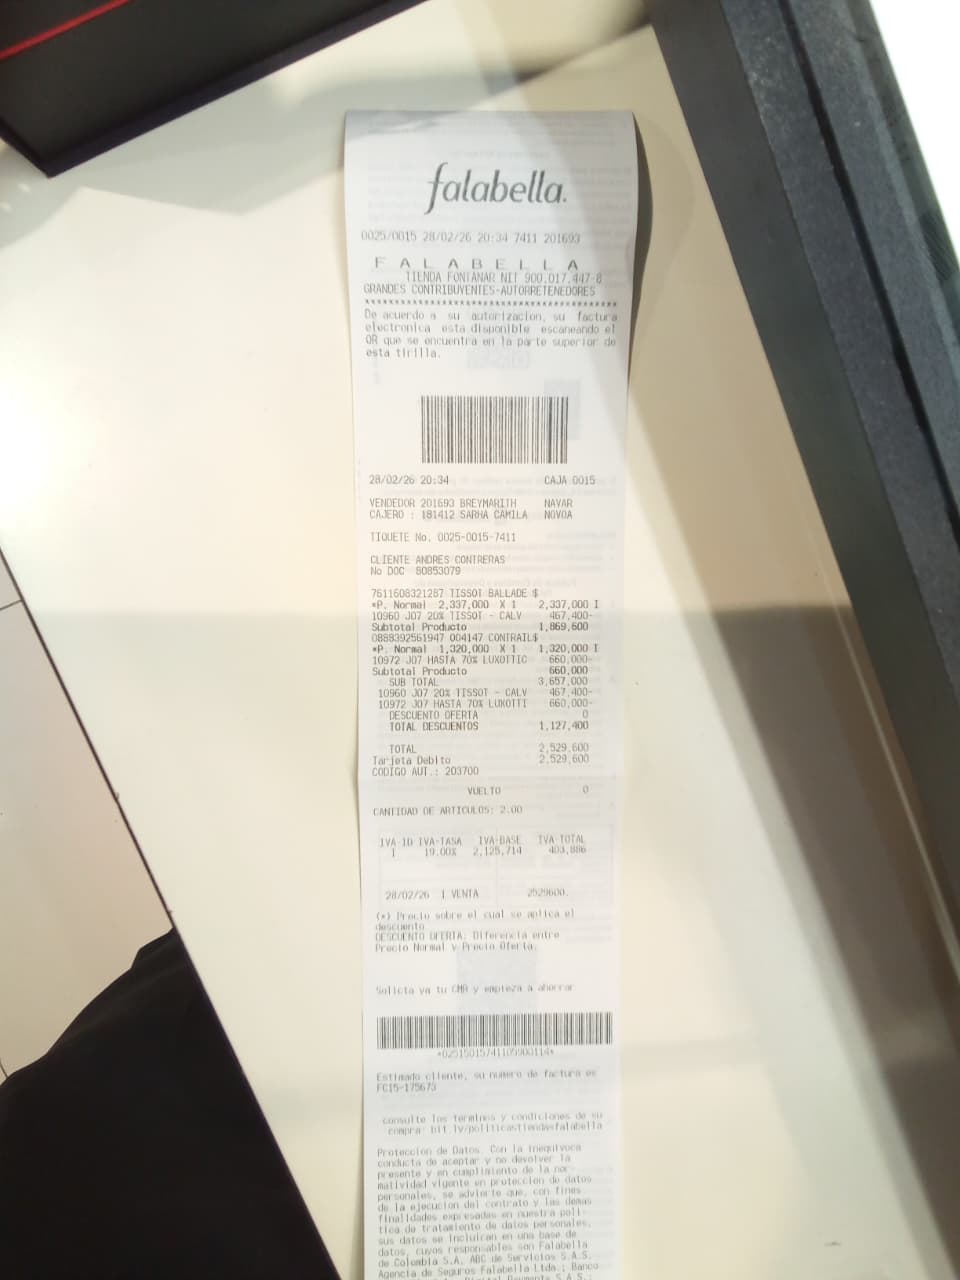 falabella.
0025/0015 28/02/26 20:34 7411 201693
F A L A B E L L A
TIENDA FONTANAR NIT 900.017.447-8
GRANDES CONTRIBUYENTES-AUTORRETENEDORES
****************************************
De acuerdo a su autorizacion, su factura
electronica esta disponible escaneando el
QR que se encuentra en la parte superior de
esta tirilla.
28/02/26 20:34 CAJA 0015
VENDEDOR 201693 BREYMARITH NAVAR
CAJERO : 181412 SARHA CAMILA NOVOA
TIQUETE No. 0025-0015-7411
CLIENTE ANDRES CONTRERAS
No DOC 80853079
7611608321287 TISSOT BALLADE $
*P. Normal 2,337,000 X 1 2,337,000 I
10960 J07 20% TISSOT - CALV 467,400-
Subtotal Producto 1,869,600
0888392561947 004147 CONTRAIL$
*P. Normal 1,320,000 X 1 1,320,000 I
10972 J07 HASTA 70% LUXOTTIC 660,000-
Subtotal Producto 660,000
SUB TOTAL 3,657,000
10960 J07 20% TISSOT - CALV 467,400-
10972 J07 HASTA 70% LUXOTTI 660,000-
DESCUENTO OFERTA 0
TOTAL DESCUENTOS 1,127,400
TOTAL 2,529,600
Tarjeta Debito 2,529,600
CODIGO AUT.: 203700
VUELTO 0
CANTIDAD DE ARTICULOS: 2.00
IVA-ID IVA-TASA IVA-BASE IVA-TOTAL
1 19.00% 2,125,714 403,886
28/02/26 1 VENTA 2529600.
(*) Precio sobre el cual se aplica el
descuento
DESCUENTO OFERTA: Diferencia entre
Precio Normal y Precio Oferta.
Solicita ya tu CMR y empieza a ahorrar
Estimado cliente, su numero de factura es
FC15-175673
consulte los terminos y condiciones de su
compra: bit.ly/politicastiendasfalabella
Proteccion de Datos. Con la inequivoca
conducta de aceptar y no devolver la
presente y en cumplimiento de la nor-
matividad vigente en proteccion de datos
personales, se advierte que, con fines
de la ejecucion del contrato y las demas
finalidades expresadas en nuestra poli-
tica de tratamiento de datos personales,
sus datos se incluiran en una base de
datos, cuyos responsables son Falabella
de Colombia S.A. ABC de Servicios S.A.S.
Agencia de Seguros Falabella Ltda.; Banco